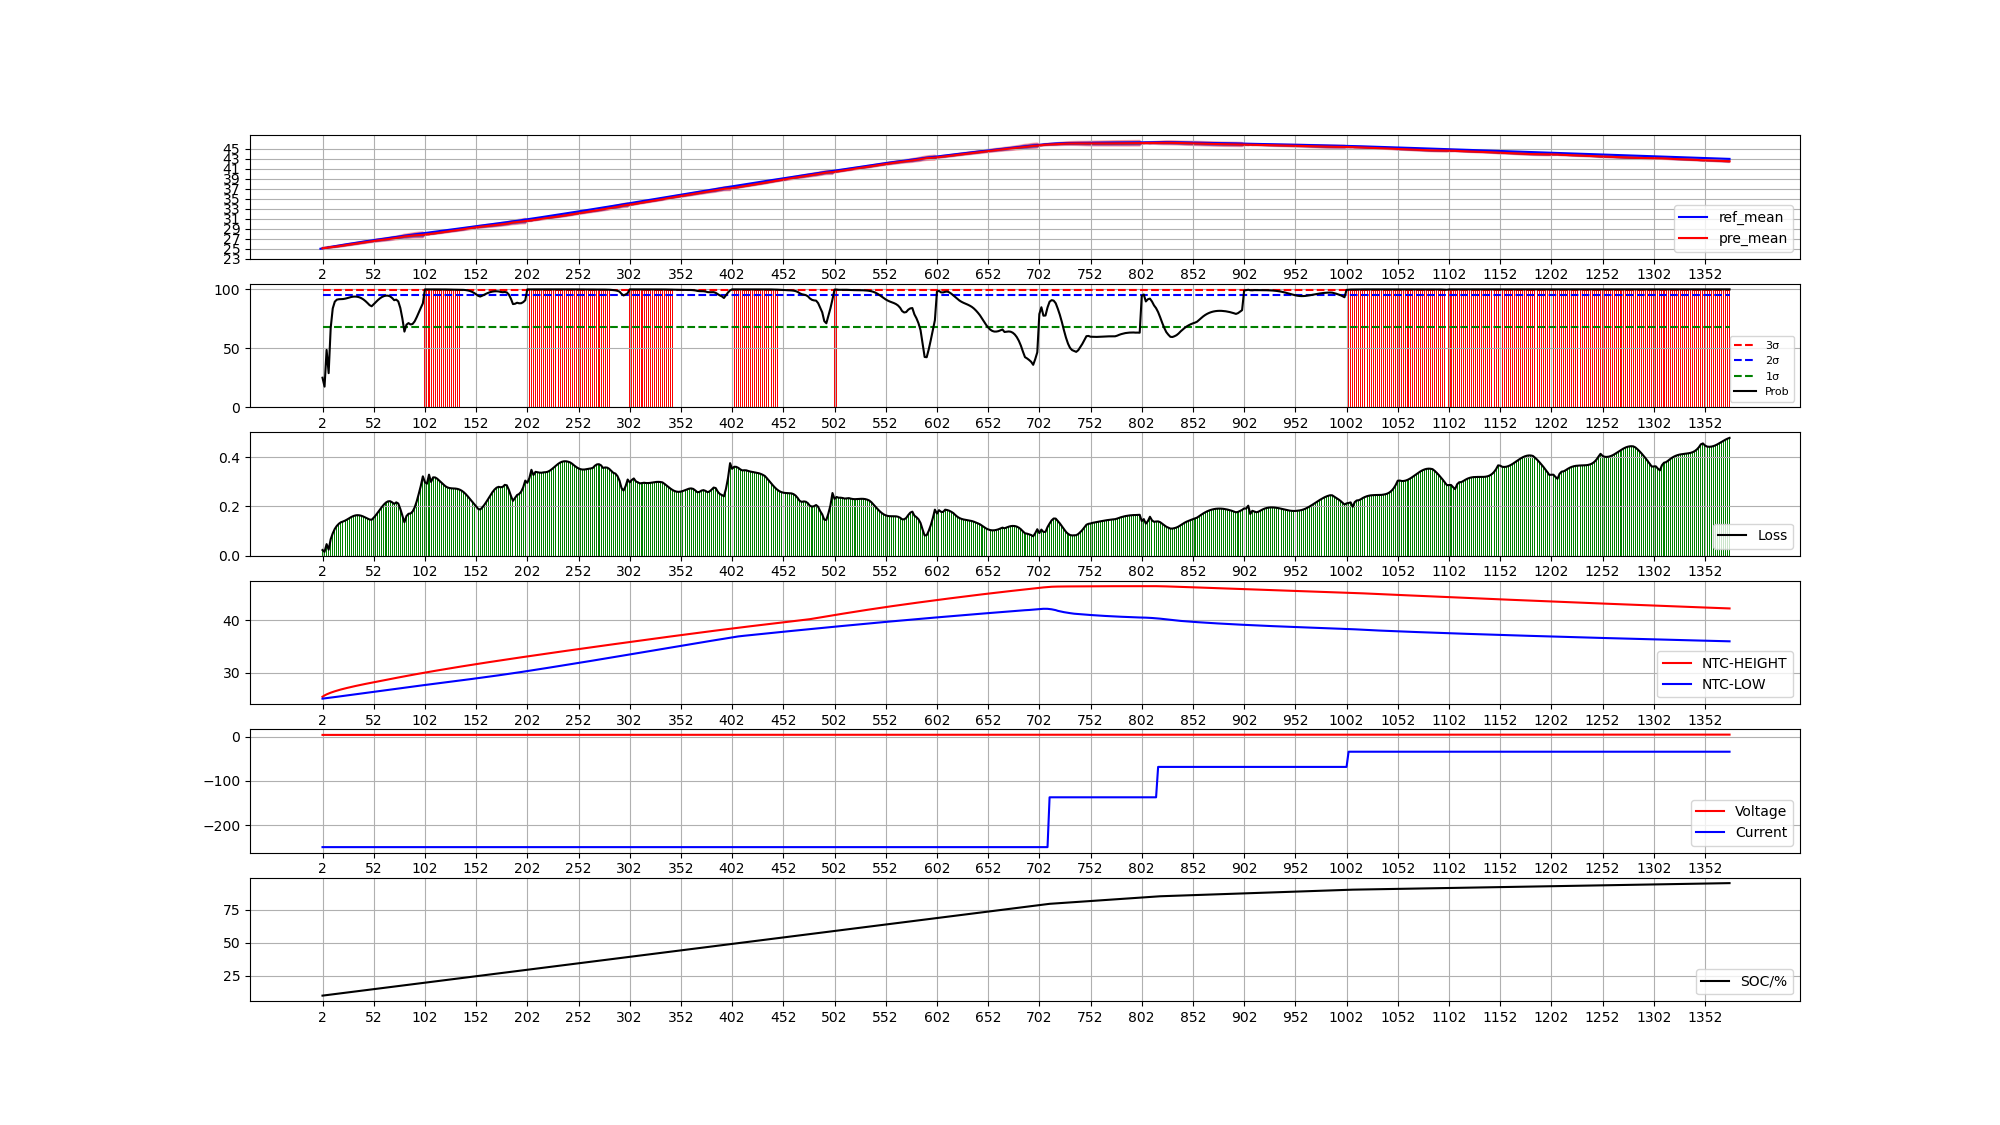 45
43
41
39
37
35
33
31
29
27
25
23
ref_mean
pre_mean
2 52 102 152 202 252 302 352 402 452 502 552 602 652 702 752 802 852 902 952 1002 1052 1102 1152 1202 1252 1302 1352
100
50
0
3σ
2σ
1σ
Prob
2 52 102 152 202 252 302 352 402 452 502 552 602 652 702 752 802 852 902 952 1002 1052 1102 1152 1202 1252 1302 1352
0.4
0.2
0.0
Loss
2 52 102 152 202 252 302 352 402 452 502 552 602 652 702 752 802 852 902 952 1002 1052 1102 1152 1202 1252 1302 1352
40
30
NTC-HEIGHT
NTC-LOW
2 52 102 152 202 252 302 352 402 452 502 552 602 652 702 752 802 852 902 952 1002 1052 1102 1152 1202 1252 1302 1352
0
−100
−200
Voltage
Current
2 52 102 152 202 252 302 352 402 452 502 552 602 652 702 752 802 852 902 952 1002 1052 1102 1152 1202 1252 1302 1352
75
50
25
SOC/%
2 52 102 152 202 252 302 352 402 452 502 552 602 652 702 752 802 852 902 952 1002 1052 1102 1152 1202 1252 1302 1352